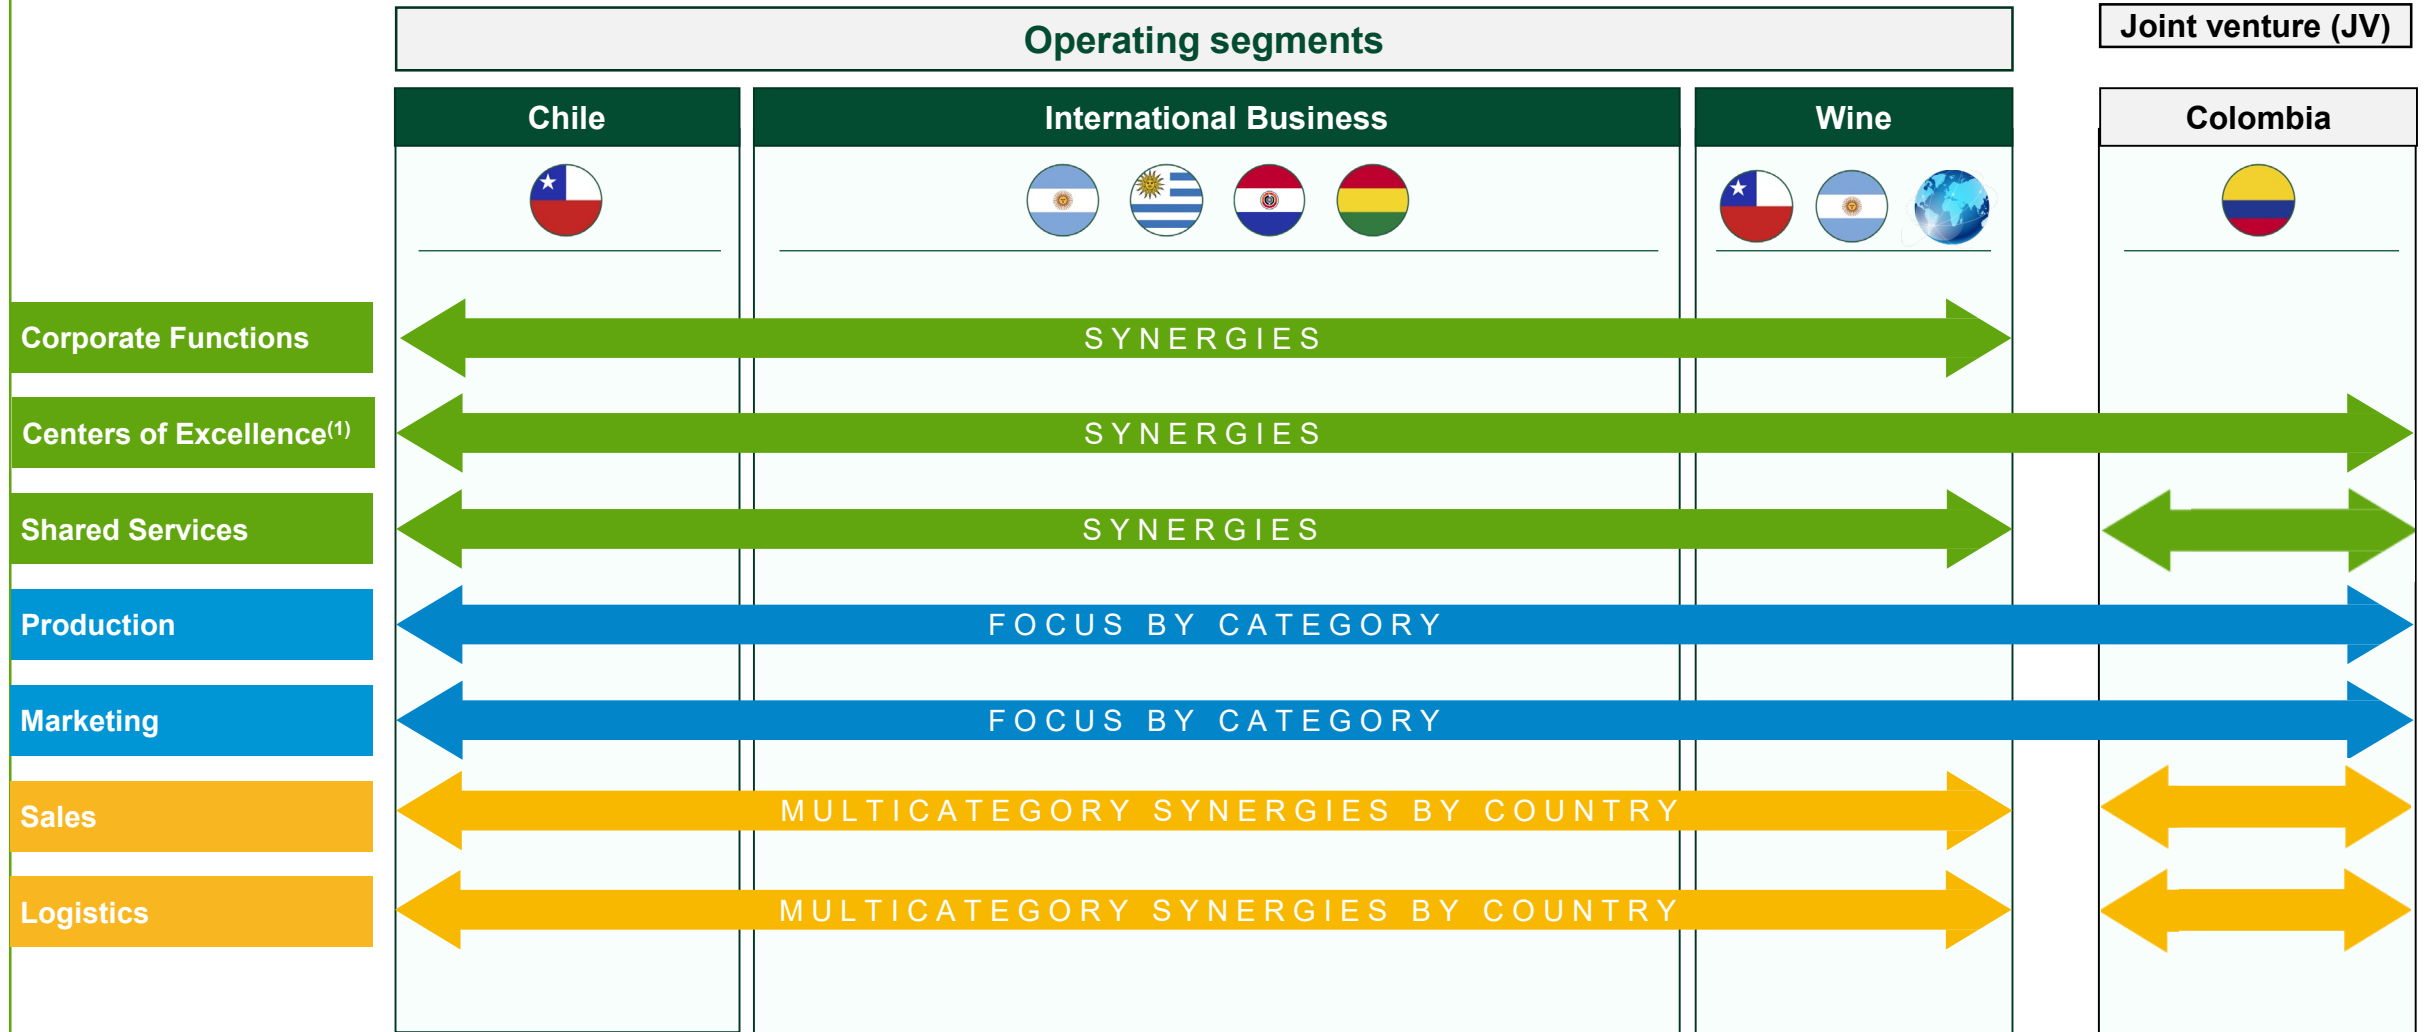 Operating segments
Joint venture (JV)
Chile
International Business
Wine
Colombia
Corporate Functions
SYNERGIES
Centers of Excellence(1)
SYNERGIES
Shared Services
SYNERGIES
Production
FOCUS BY CATEGORY
Marketing
FOCUS BY CATEGORY
Sales
MULTICATEGORY SYNERGIES BY COUNTRY
Logistics
MULTICATEGORY SYNERGIES BY COUNTRY